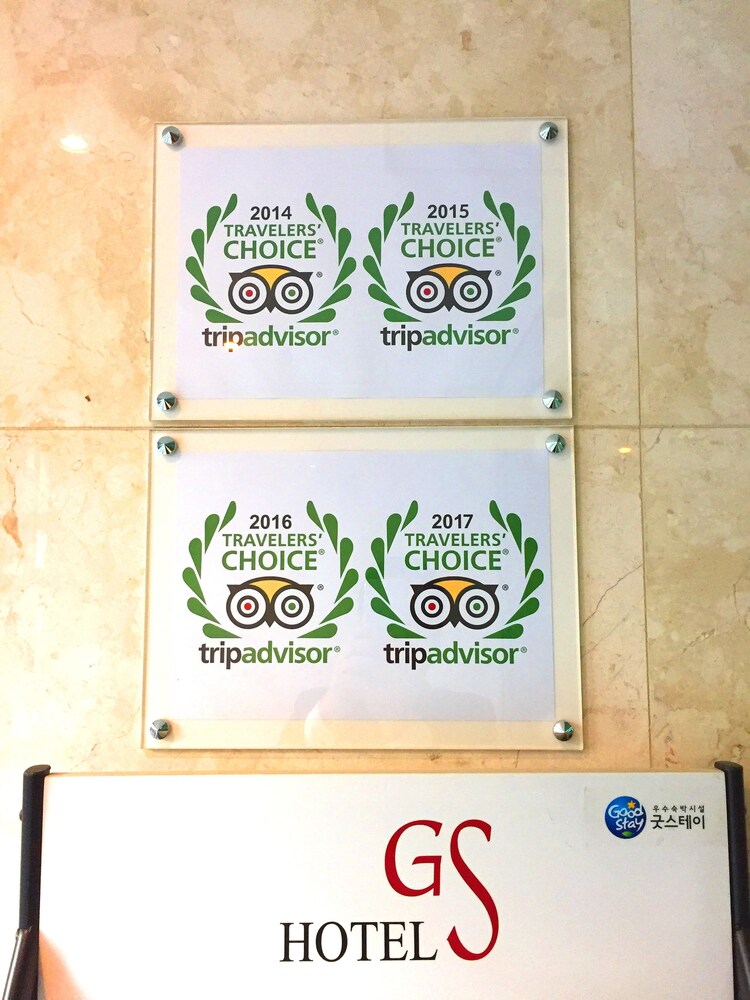 2014
TRAVELERS'
CHOICE®
®
tripadvisor®
2015
TRAVELERS'
CHOICE®
®
tripadvisor®
2016
TRAVELERS'
CHOICE®
®
tripadvisor®
2017
TRAVELERS'
CHOICE®
®
tripadvisor®
Good
stay
우수숙박시설
굿스테이
GS
HOTEL